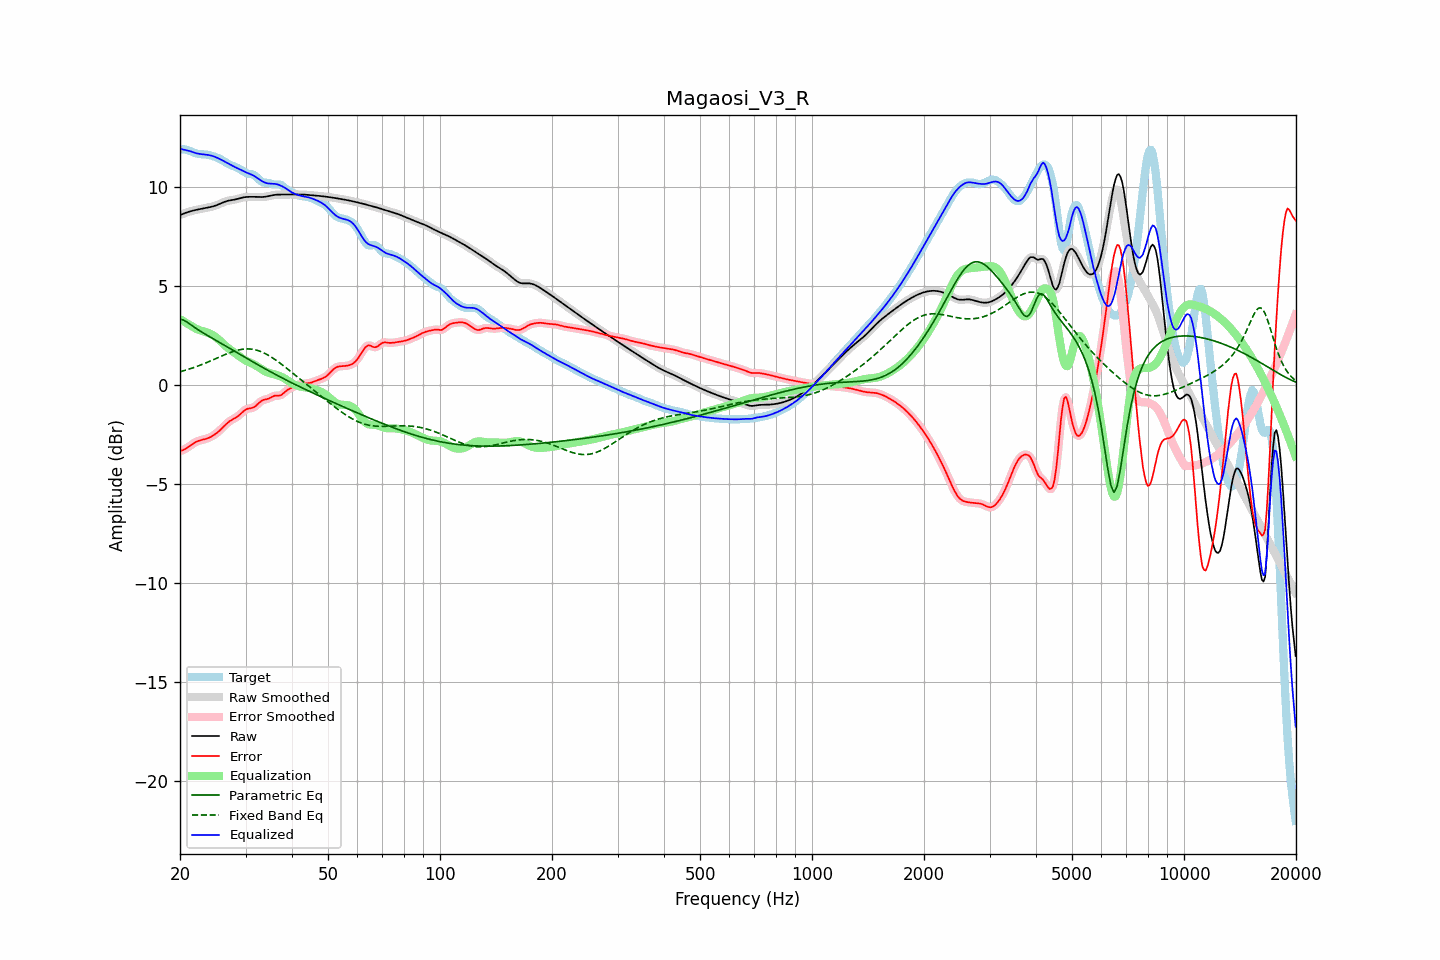 Magaosi_V3_R
Amplitude (dBr)
10
5
0
−5
−10
−15
−20
Target
Raw Smoothed
Error Smoothed
Raw
Error
Equalization
Parametric Eq
Fixed Band Eq
Equalized
20 50 100 200 500 1000 2000 5000 10000 20000
Frequency (Hz)